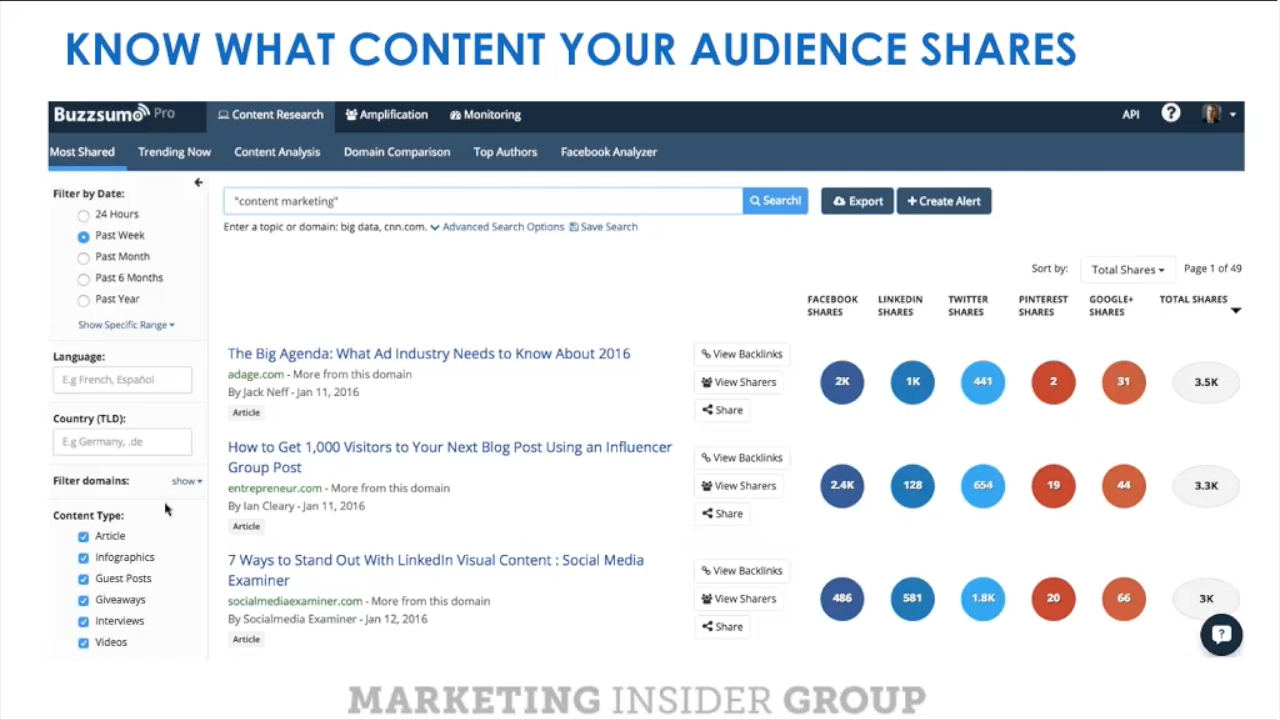 KNOW WHAT CONTENT YOUR AUDIENCE SHARES
Buzzsumo Pro
Content Research
Amplification
Monitoring
API
?
Most Shared
Trending Now
Content Analysis
Domain Comparison
Top Authors
Facebook Analyzer
Filter by Date:
24 Hours
Past Week
Past Month
Past 6 Months
Past Year
Show Specific Range
Language:
E.g French, Español
Country (TLD):
E.g Germany, .de
Filter domains:
show
Content Type:
Article
Infographics
Guest Posts
Giveaways
Interviews
Videos
"content marketing"
Search!
Export
+ Create Alert
Enter a topic or domain: big data, cnn.com. Advanced Search Options Save Search
Sort by: Total Shares Page 1 of 49
FACEBOOK SHARES
LINKEDIN SHARES
TWITTER SHARES
PINTEREST SHARES
GOOGLE+ SHARES
TOTAL SHARES
The Big Agenda: What Ad Industry Needs to Know About 2016
adage.com - More from this domain
By Jack Neff - Jan 11, 2016
Article
View Backlinks
View Sharers
Share
2K
1K
441
2
31
3.5K
How to Get 1,000 Visitors to Your Next Blog Post Using an Influencer
Group Post
entrepreneur.com - More from this domain
By Ian Cleary - Jan 11, 2016
Article
View Backlinks
View Sharers
Share
2.4K
128
654
19
44
3.3K
7 Ways to Stand Out With LinkedIn Visual Content : Social Media
Examiner
socialmediaexaminer.com - More from this domain
By Socialmedia Examiner - Jan 12, 2016
Article
View Backlinks
View Sharers
Share
486
581
1.8K
20
66
3K
?
MARKETING INSIDER GROUP